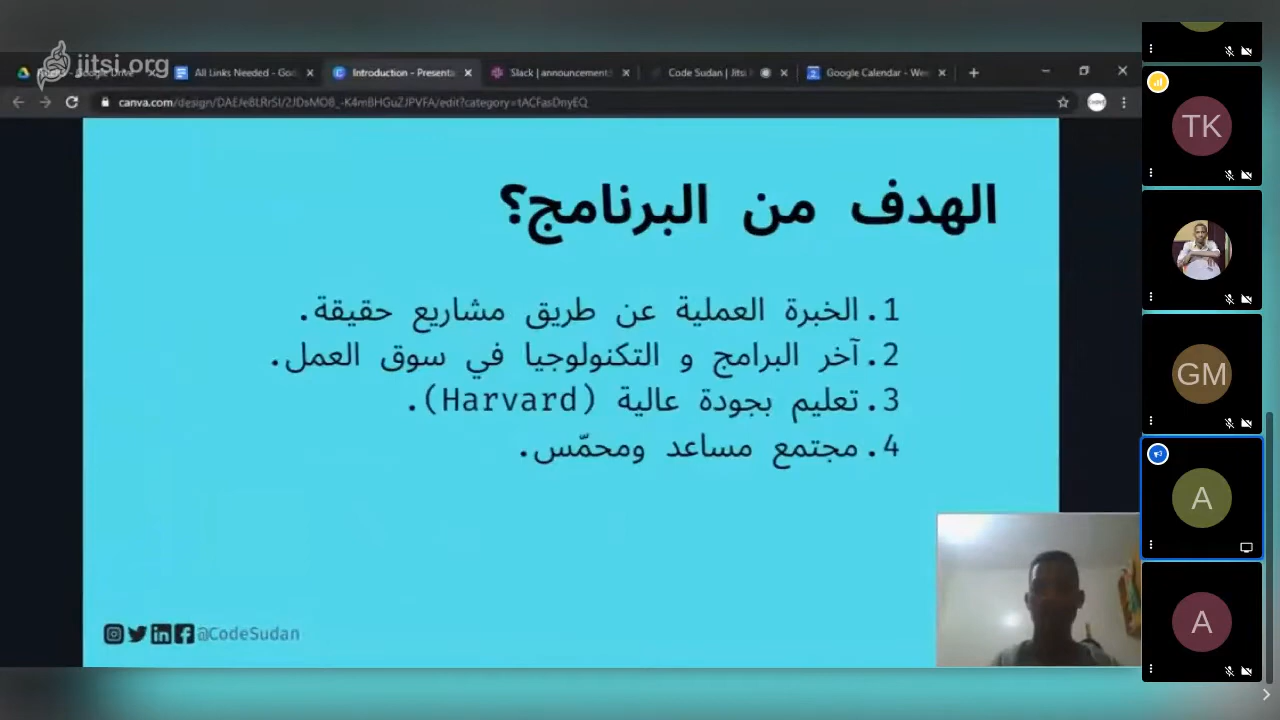 jitsi.org
All Links Needed - Goo
Introduction - Presenta
Slack | announcement
Code Sudan | Jitsi
Google Calendar - We
canva.com/design/DAEJe8LRrSI/2JDsMO8_-K4mBHGuZJPVFA/edit?category=tACFasDnyEQ
الهدف من البرنامج؟
1. الخبرة العملية عن طريق مشاريع حقيقة.
2. آخر البرامج و التكنولوجيا في سوق العمل.
3. تعليم بجودة عالية (Harvard).
4. مجتمع مساعد ومحمّس.
@CodeSudan
TK
GM
A
A